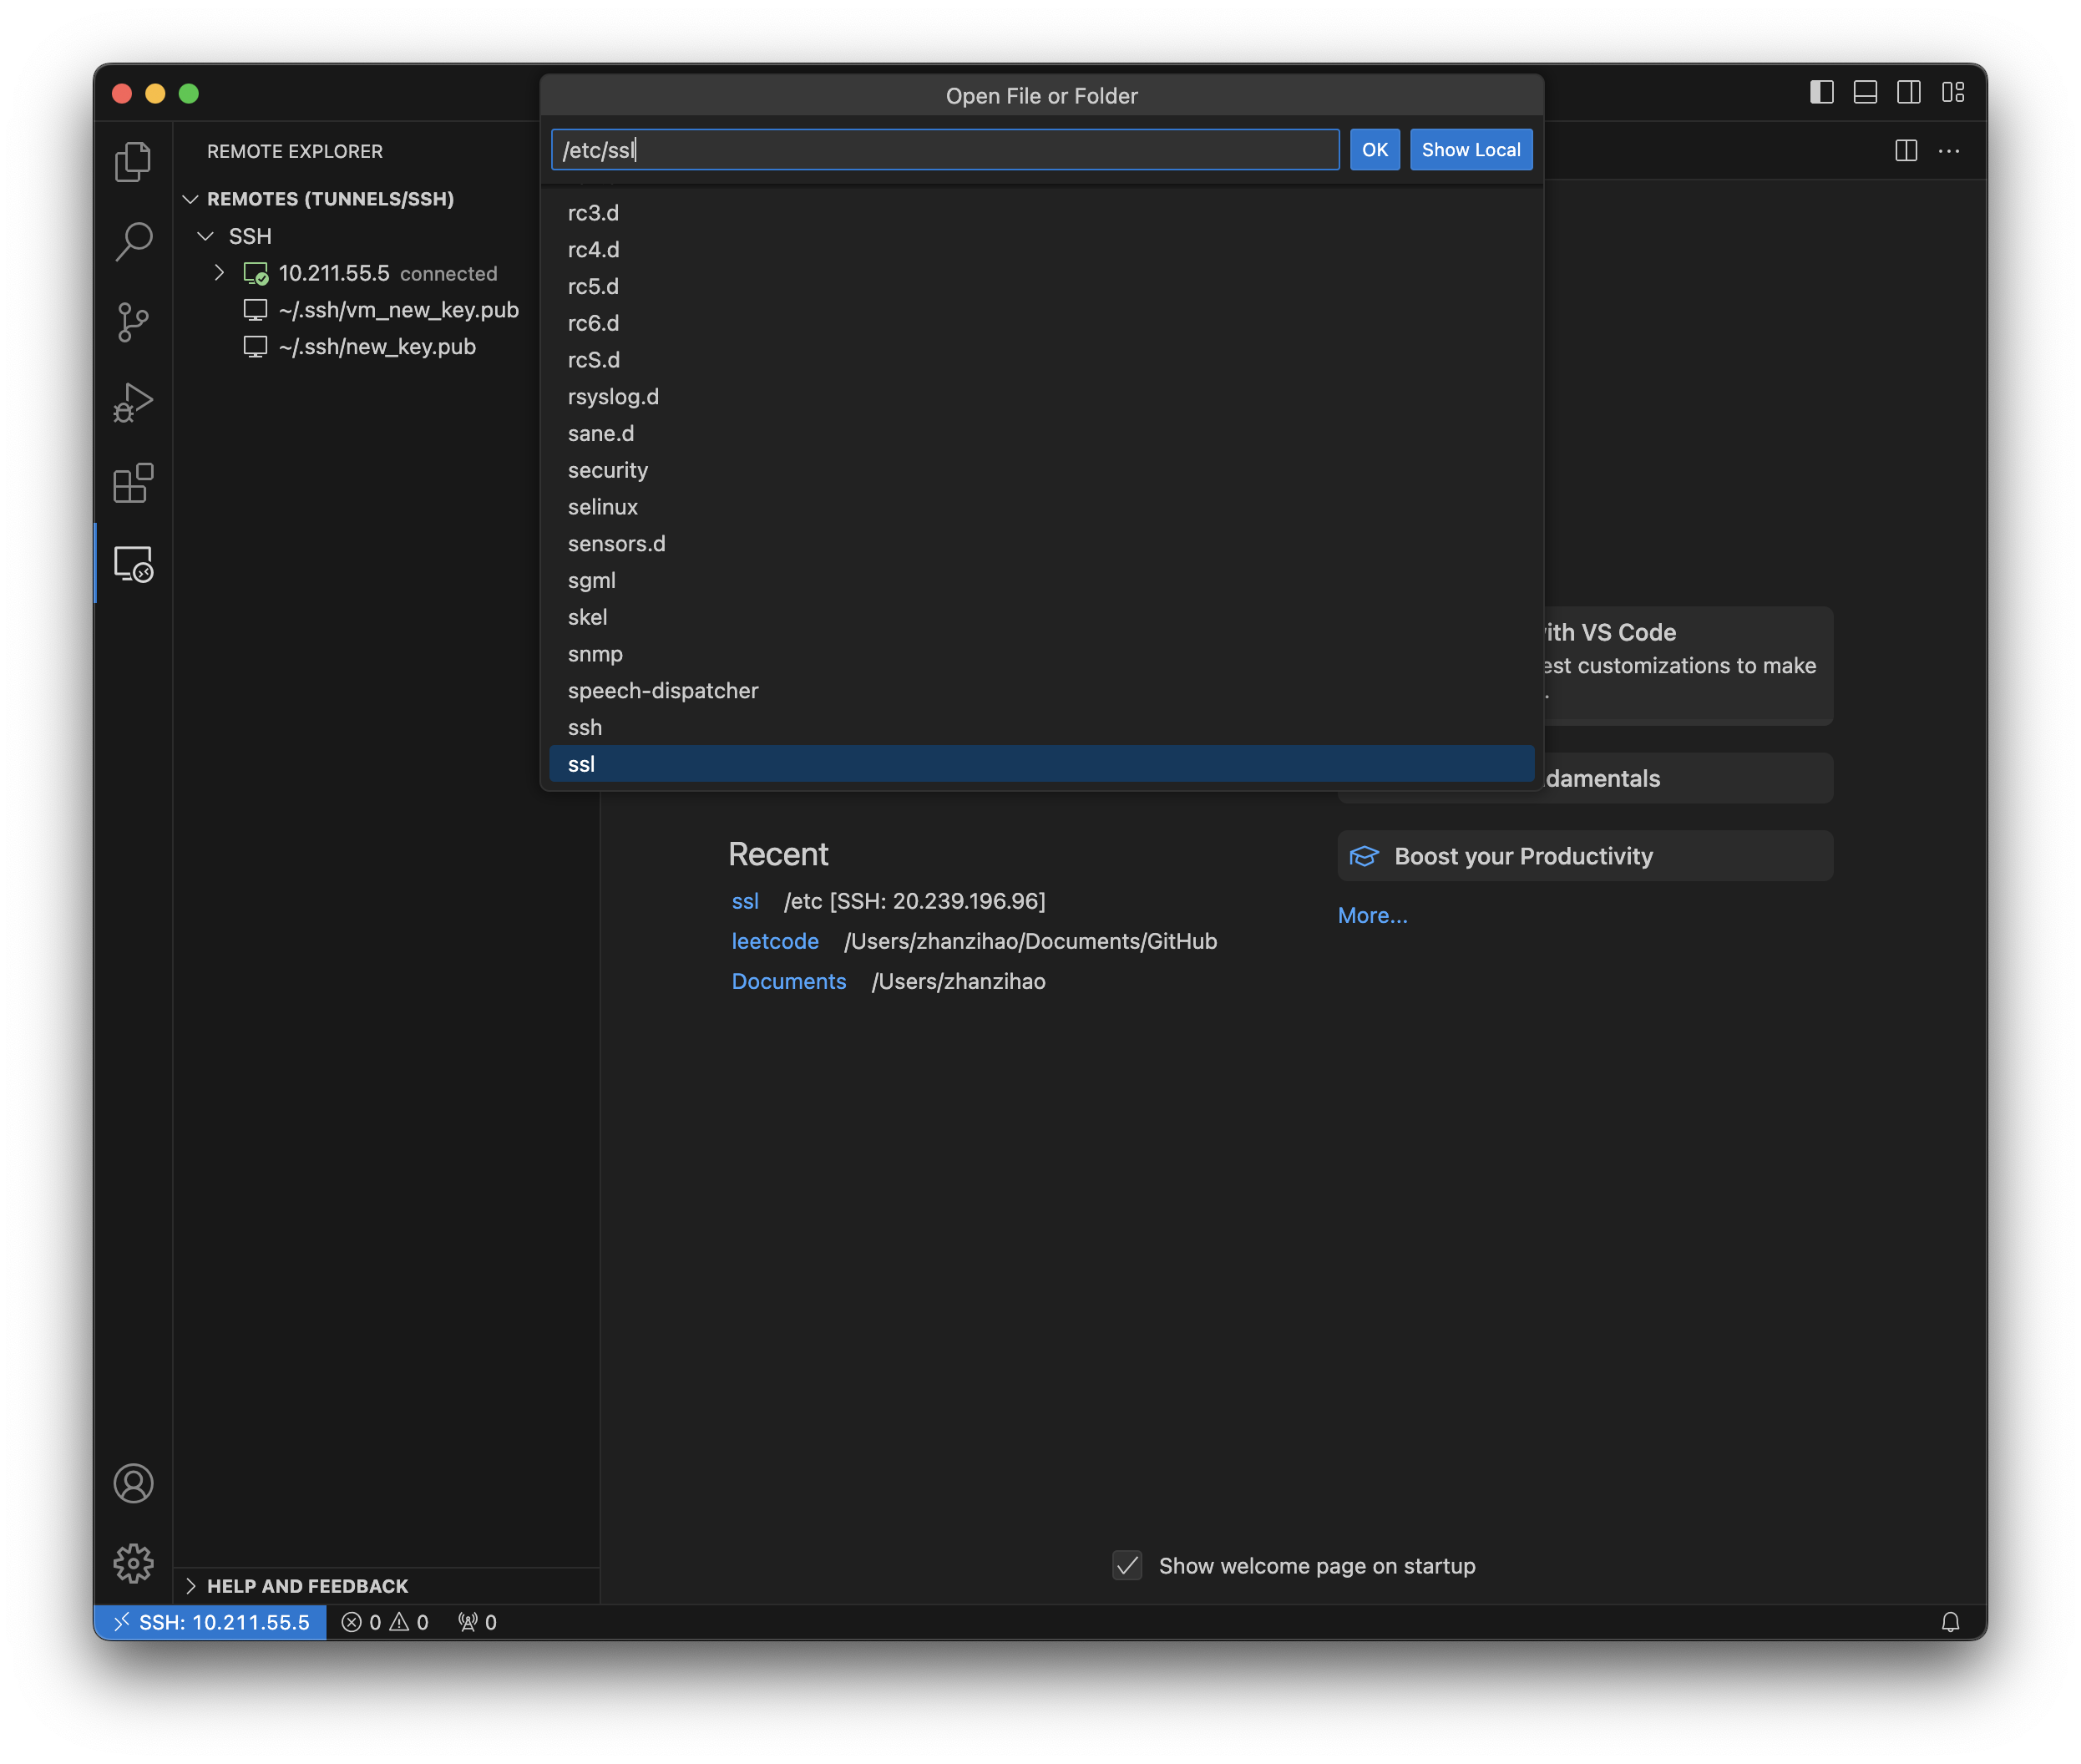 Open File or Folder
/etc/ssl
OK
Show Local
REMOTE EXPLORER
REMOTES (TUNNELS/SSH)
SSH
10.211.55.5 connected
~/.ssh/vm_new_key.pub
~/.ssh/new_key.pub
rc3.d
rc4.d
rc5.d
rc6.d
rcS.d
rsyslog.d
sane.d
security
selinux
sensors.d
sgml
skel
snmp
speech-dispatcher
ssh
ssl
ith VS Code
est customizations to make
.
damentals
Boost your Productivity
More...
Recent
ssl /etc [SSH: 20.239.196.96]
leetcode /Users/zhanzihao/Documents/GitHub
Documents /Users/zhanzihao
Show welcome page on startup
HELP AND FEEDBACK
SSH: 10.211.55.5 0 0 0